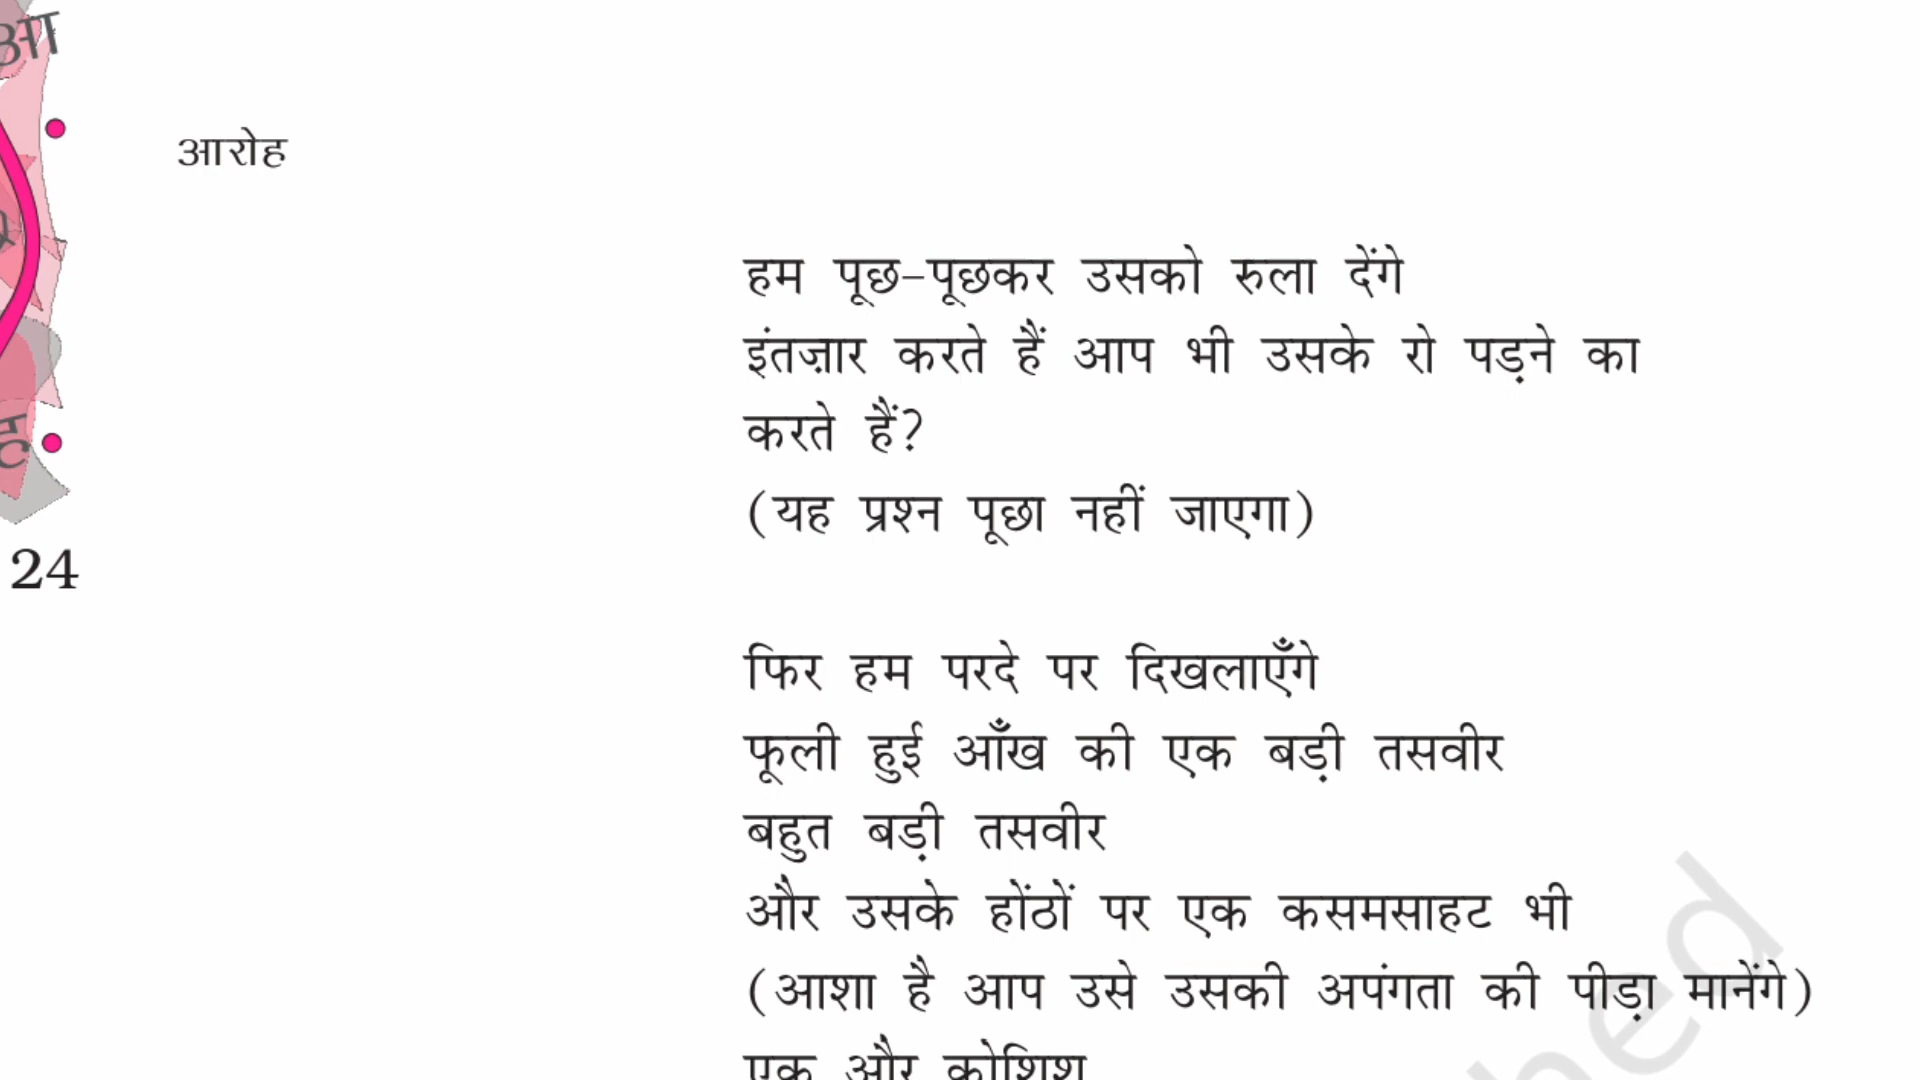 आ
आरोह
हम पूछ-पूछकर उसको रुला देंगे
इंतज़ार करते हैं आप भी उसके रो पड़ने का
करते हैं?
(यह प्रश्न पूछा नहीं जाएगा)
24
फिर हम परदे पर दिखलाएँगे
फूली हुई आँख की एक बड़ी तसवीर
बहुत बड़ी तसवीर
और उसके होंठों पर एक कसमसाहट भी
(आशा है आप उसे उसकी अपंगता की पीड़ा मानेंगे)
एक और कोशिश
hed